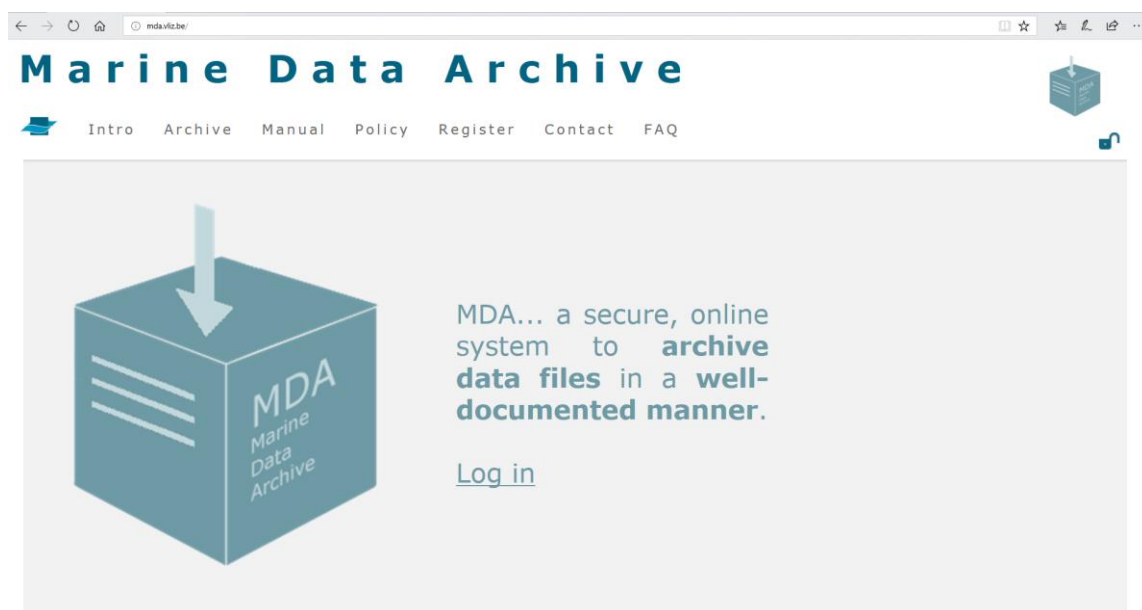 mda.vliz.be/
Marine Data Archive
MDA
Intro Archive Manual Policy Register Contact FAQ
MDA... a secure, online
system to archive
data files in a well-
documented manner.
Log in
MDA
Marine
Data
Archive